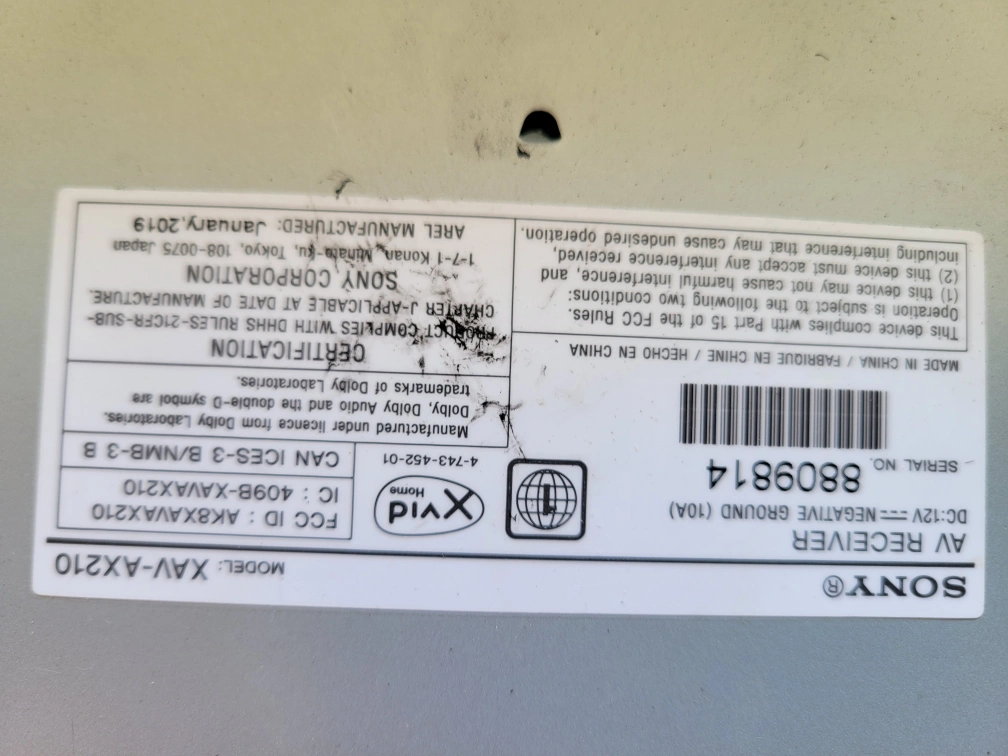 SONY®
MODEL: XAV-AX210
AV RECEIVER
DC:12V NEGATIVE GROUND (10A)
SERIAL NO. 8809814
MADE IN CHINA / FABRIQUE EN CHINE / HECHO EN CHINA
This device complies with Part 15 of the FCC Rules.
Operation is subject to the following two conditions:
(1) this device may not cause harmful interference, and
(2) this device must accept any interference received,
including interference that may cause undesired operation.
1
XviD
Home
4-743-452-01
FCC ID : AK8XAVAX210
IC : 409B-XAVAX210
CAN ICES-3 B/NMB-3 B
Manufactured under licence from Dolby Laboratories.
Dolby, Dolby Audio and the double-D symbol are
trademarks of Dolby Laboratories.
CERTIFICATION
PRODUCT COMPLIES WITH DHHS RULES-21CFR-SUB-
CHARTER J-APPLICABLE AT DATE OF MANUFACTURE.
SONY CORPORATION
1-7-1 Konan, Minato-ku, Tokyo, 108-0075 Japan
AREL MANUFACTURED: January,2019